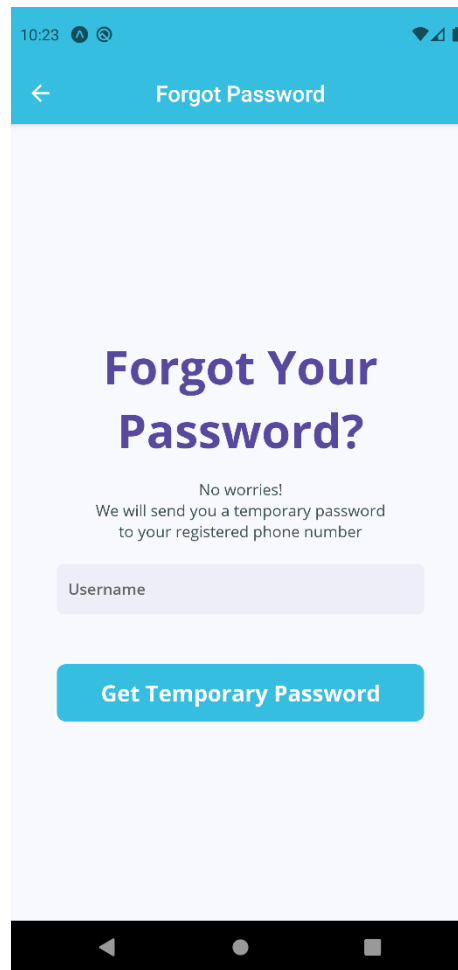 10:23
Forgot Password
Forgot Your
Password?
No worries!
We will send you a temporary password
to your registered phone number
Username
Get Temporary Password